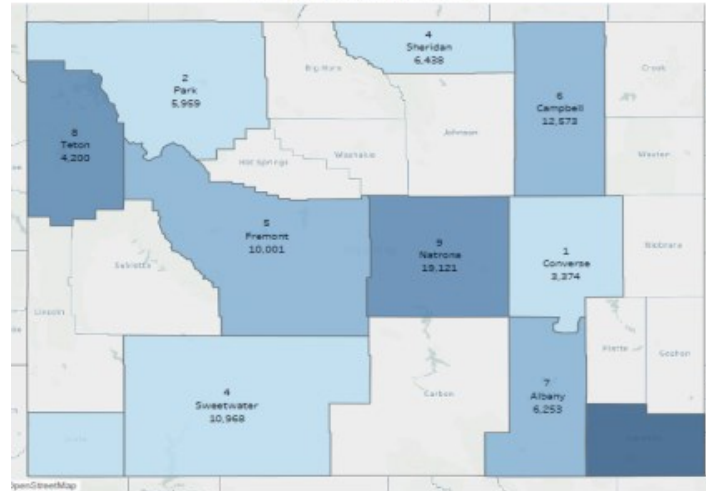 4
Sheridan
6,438
2
Park
5,959
Big Horn
Crook
6
Campbell
12,573
8
Teton
4,200
Johnson
Washakie
Hot Springs
Weston
5
Fremont
10,001
9
Natrona
19,121
1
Converse
3,374
Niobrara
Sublette
Lincoln
Platte
Goshen
4
Sweetwater
10,968
Carbon
7
Albany
6,253
OpenStreetMap